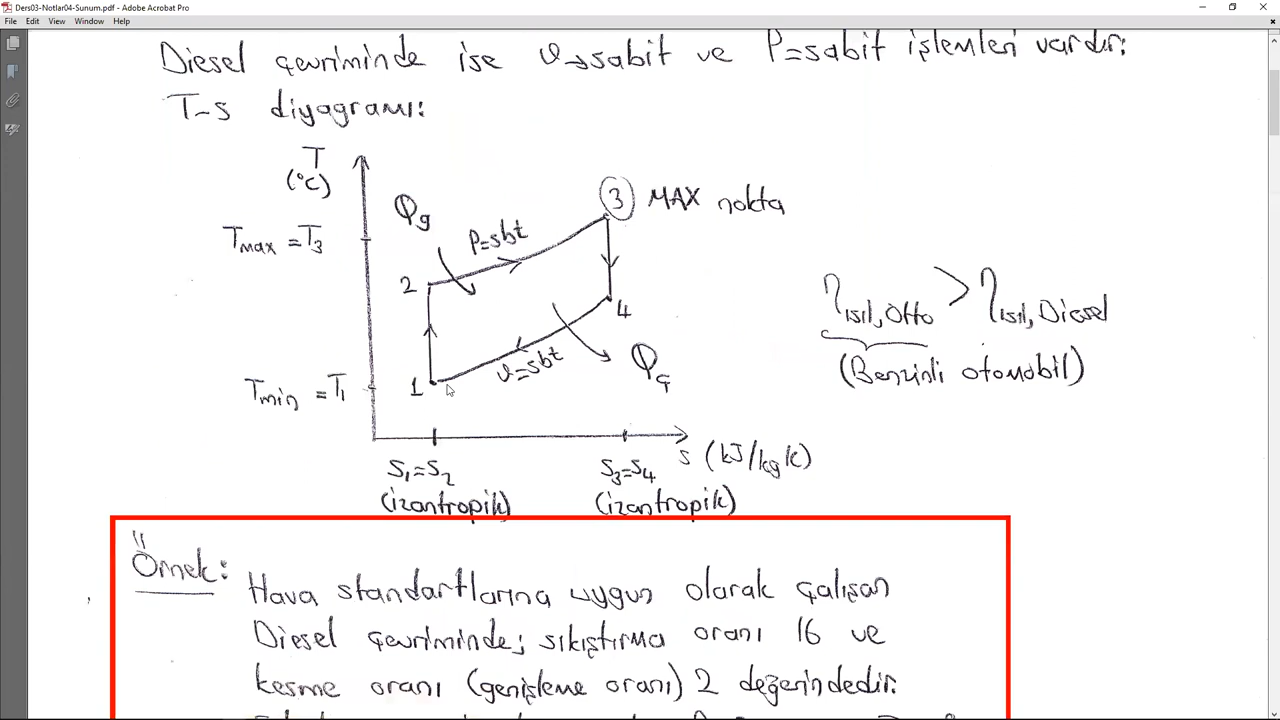 Ders03-Notlar04-Sunum.pdf - Adobe Acrobat Pro
File Edit View Window Help
Diesel çevriminde ise v→sabit ve P=sabit işlemleri vardır:
T-s diyagramı:
T
(°C)
Qg
3 MAX nokta
Tmax = T3
P=sbt
2
4
ηısıl,Otto > ηısıl,Diesel
v=sbt
Qç
(Benzinli otomobil)
Tmin = T1
1
s (kJ/kgK)
S1=S2
S3=S4
(izantropik)
(izantropik)
Örnek:
Hava standartlarına uygun olarak çalışan
Diesel çevriminde; sıkıştırma oranı 16 ve
kesme oranı (genişleme oranı) 2 değerindedir.